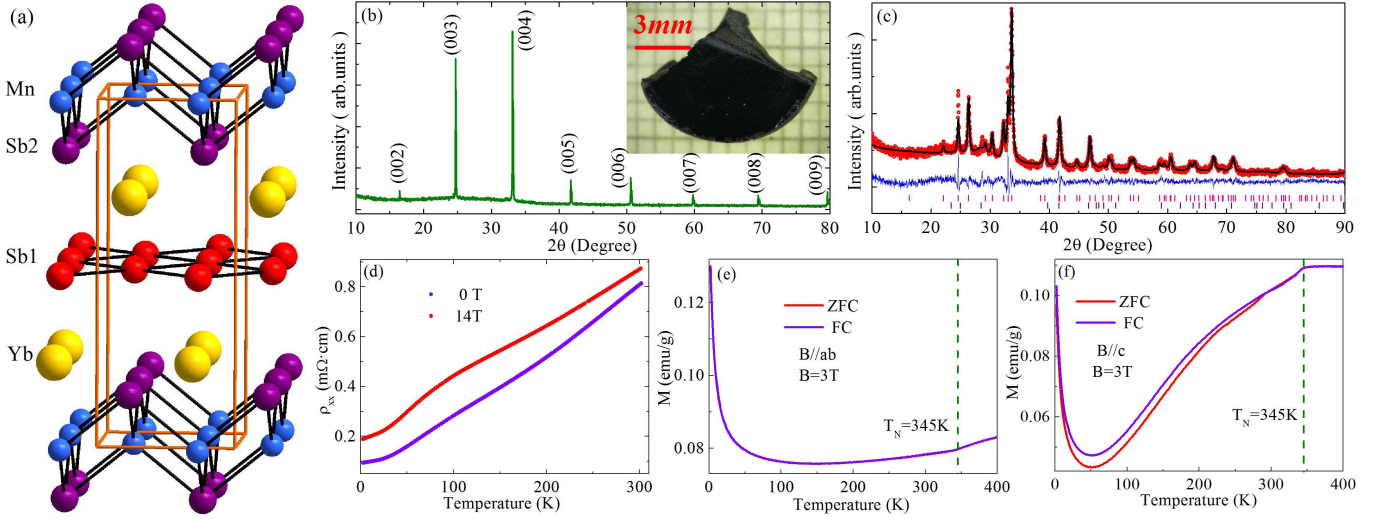 (a)
Mn
Sb2
Sb1
Yb
(b)
Intensity ( arb.units )
(002)
(003)
(004)
(005)
(006)
(007)
(008)
(009)
3mm
10 20 30 40 50 60 70 80
2θ (Degree)
(c)
Intensity ( arb.units )
10 20 30 40 50 60 70 80 90
2θ (Degree)
(d)
0 T
14T
ρxx (mΩ cm)
0.8
0.6
0.4
0.2
0 100 200 300
Temperature (K)
(e)
ZFC
FC
B//ab
B=3T
TN=345K
M (emu/g)
0.12
0.10
0.08
0 100 200 300 400
Temperature (K)
(f)
ZFC
FC
B//c
B=3T
TN=345K
M (emu/g)
0.10
0.08
0.06
0 100 200 300 400
Temperature (K)